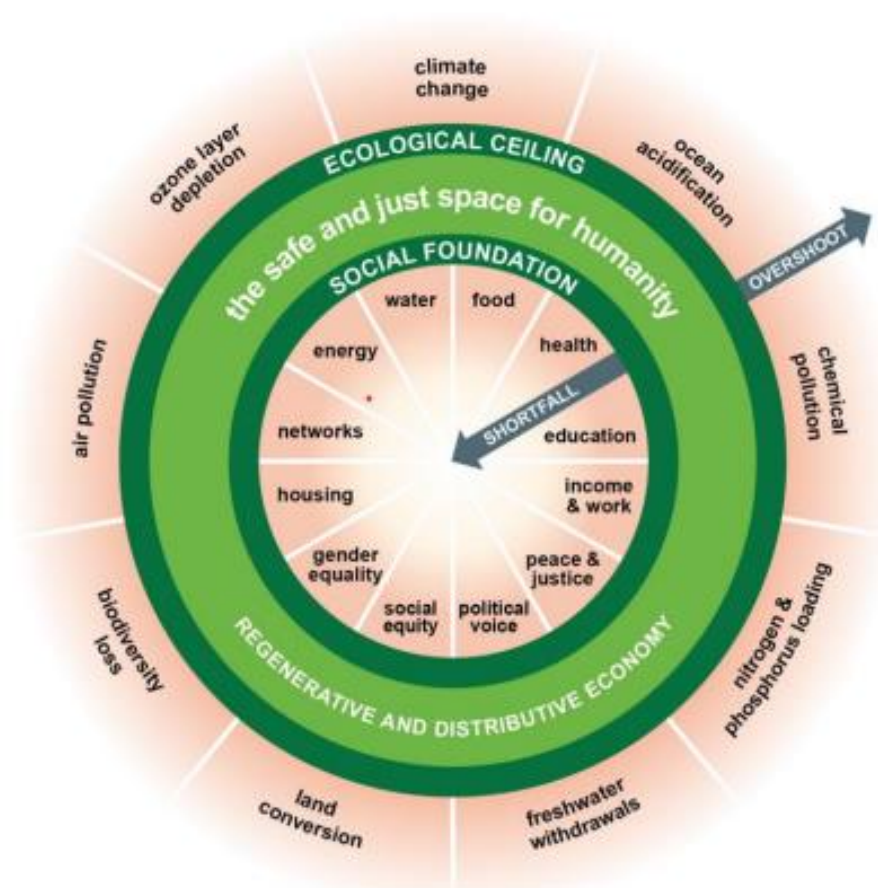 climate
change
ocean
acidification
OVERSHOOT
chemical
pollution
nitrogen &
phosphorus loading
freshwater
withdrawals
land
conversion
biodiversity
loss
air pollution
ozone layer
depletion
ECOLOGICAL CEILING
the safe and just space for humanity
SOCIAL FOUNDATION
water
food
health
SHORTFALL
education
income
& work
peace &
justice
political
voice
social
equity
gender
equality
housing
networks
energy
REGENERATIVE AND DISTRIBUTIVE ECONOMY